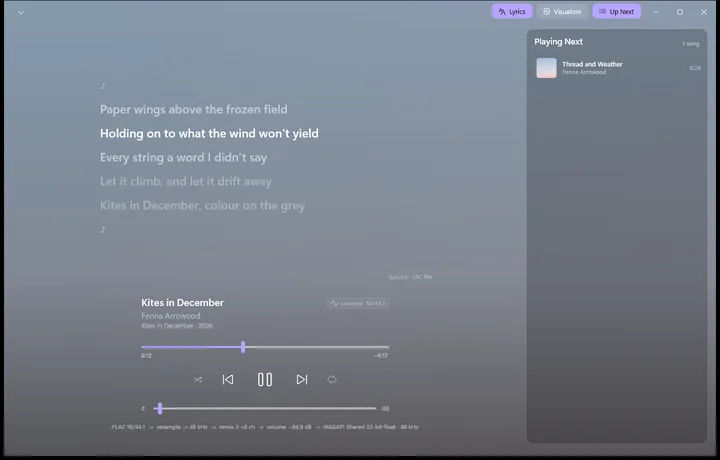 Lyrics
Visualizer
Up Next
Playing Next
1 song
Thread and Weather
Fenna Arrowood
0:26
♪
Paper wings above the frozen field
Holding on to what the wind won't yield
Every string a word I didn't say
Let it climb, and let it drift away
Kites in December, colour on the grey
♪
Synced · LRC file
Kites in December
Lossless 16/44.1
Fenna Arrowood
Kites in December · 2026
0:12
−0:17
FLAC 16/44.1 → resample → 48 kHz → remix 2→8 ch → volume dB → WASAPI Shared 32-bit float · 48 kHz